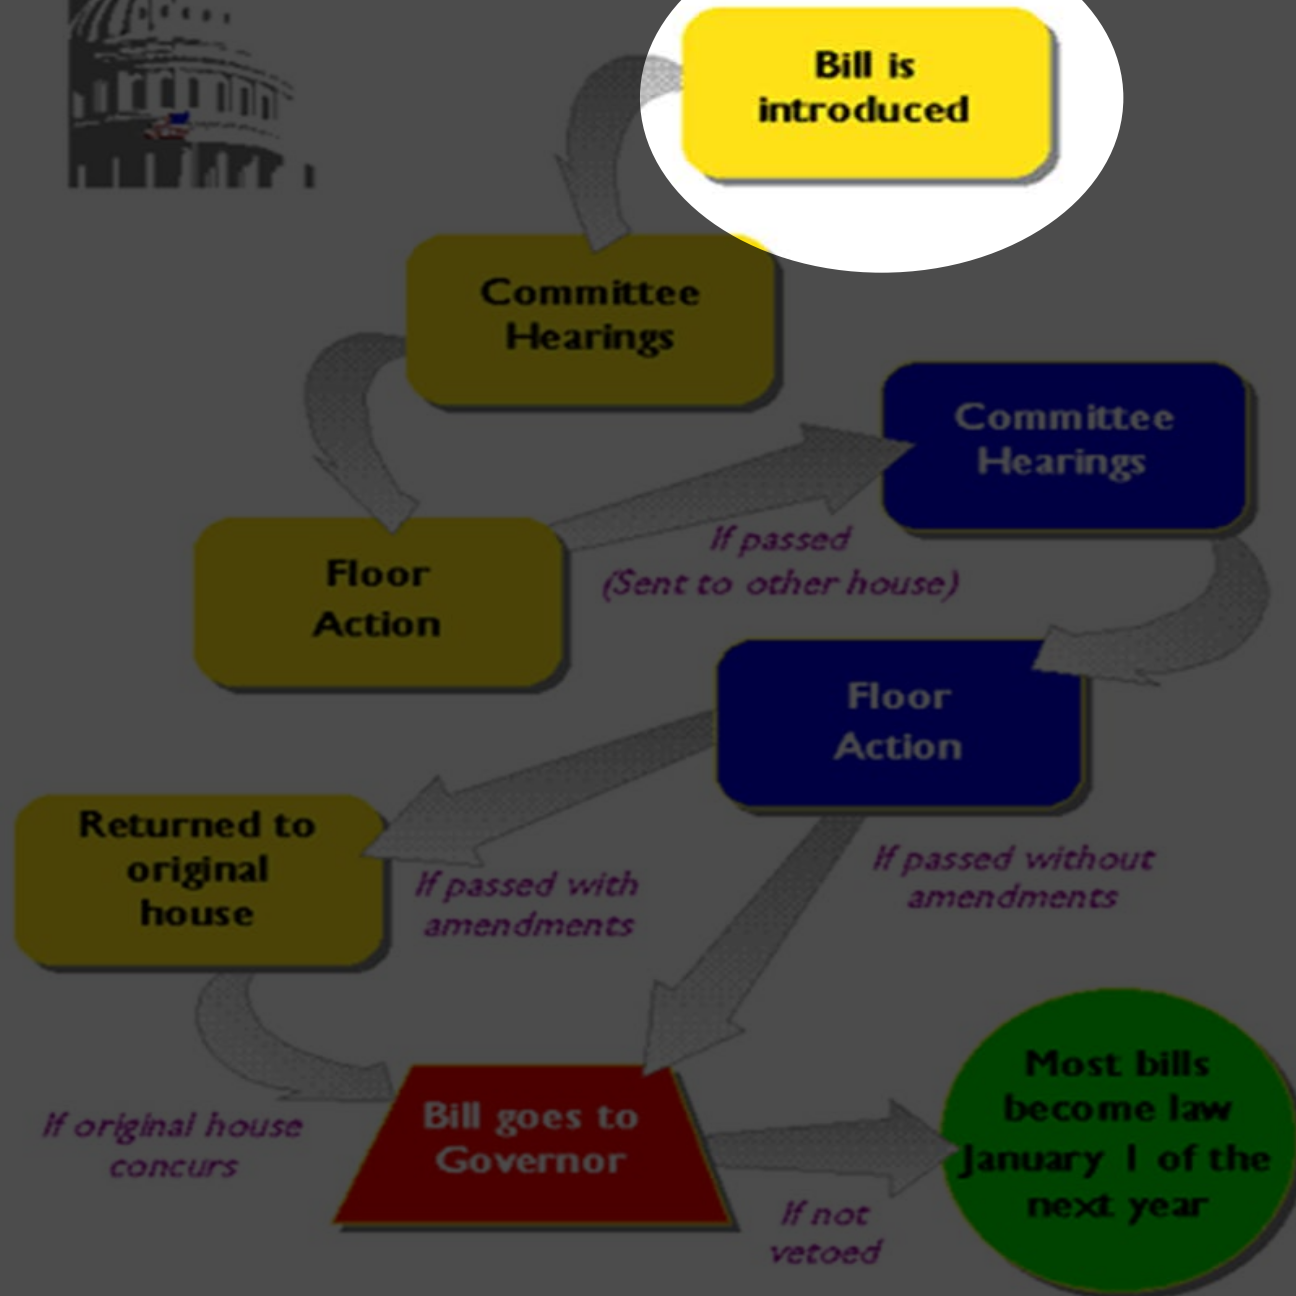 Bill is
introduced
Committee
Hearings
Committee
Hearings
If passed
(Sent to other house)
Floor
Action
Floor
Action
Returned to
original
house
If passed with
amendments
If passed without
amendments
If original house
concurs
Bill goes to
Governor
If not
vetoed
Most bills
become law
January 1 of the
next year